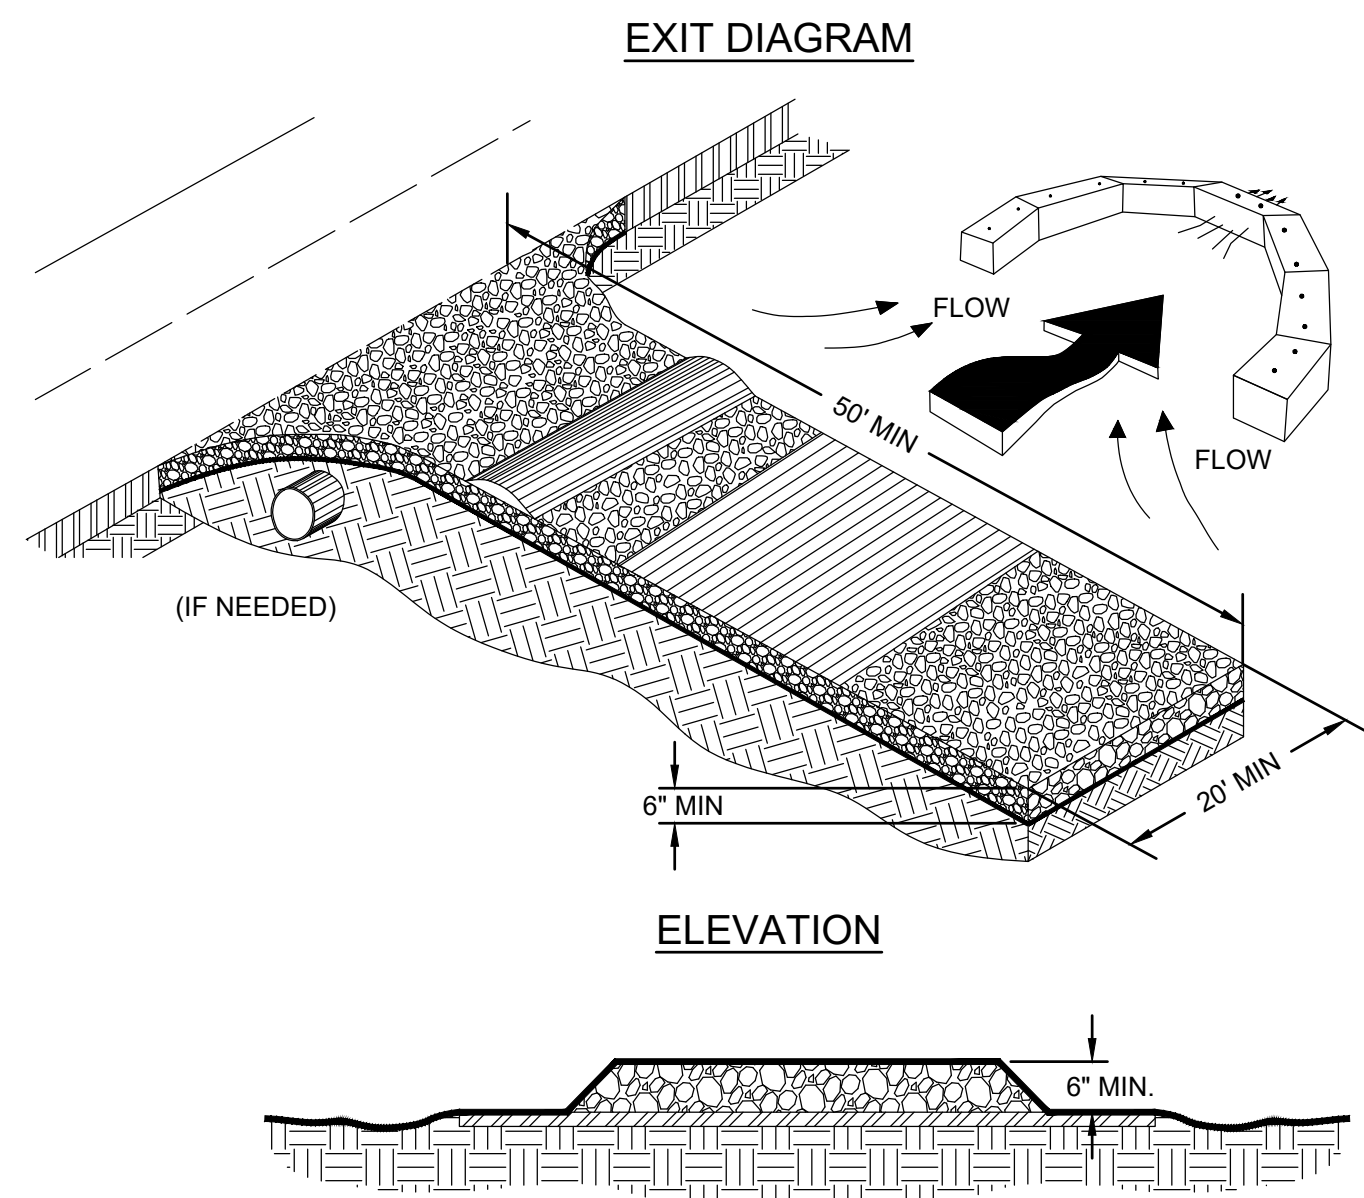 EXIT DIAGRAM
FLOW
50' MIN
FLOW
(IF NEEDED)
6" MIN
20' MIN
ELEVATION
6" MIN.